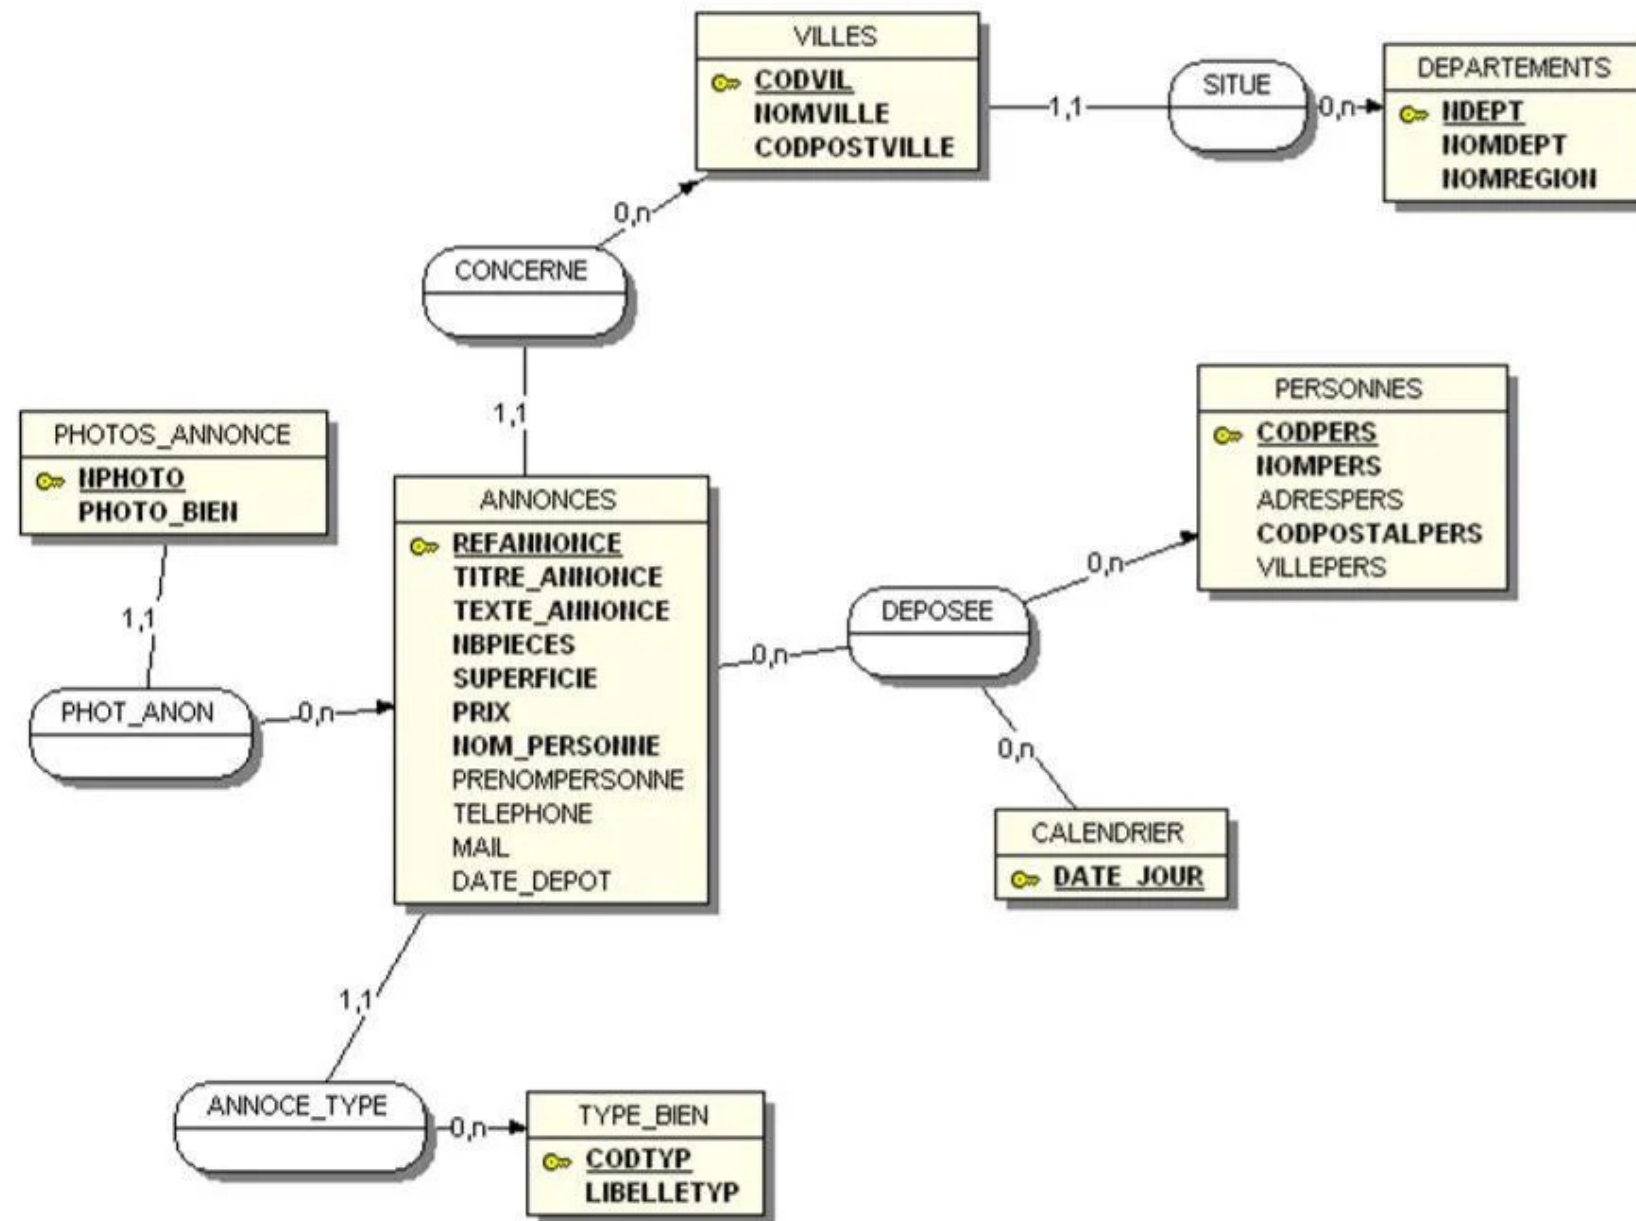 VILLES
CODVIL
NOMVILLE
CODPOSTVILLE
1,1
SITUE
0,n
DEPARTEMENTS
NDEPT
NOMDEPT
NOMREGION
0,n
CONCERNE
1,1
PHOTOS_ANNONCE
NPHOTO
PHOTO_BIEN
1,1
PHOT_ANON
0,n
ANNONCES
REFANNONCE
TITRE_ANNONCE
TEXTE_ANNONCE
NBPIECES
SUPERFICIE
PRIX
NOM_PERSONNE
PRENOMPERSONNE
TELEPHONE
MAIL
DATE_DEPOT
0,n
DEPOSEE
0,n
PERSONNES
CODPERS
NOMPERS
ADRESPERS
CODPOSTALPERS
VILLEPERS
0,n
CALENDRIER
DATE_JOUR
1,1
ANNOCE_TYPE
0,n
TYPE_BIEN
CODTYP
LIBELLETYP